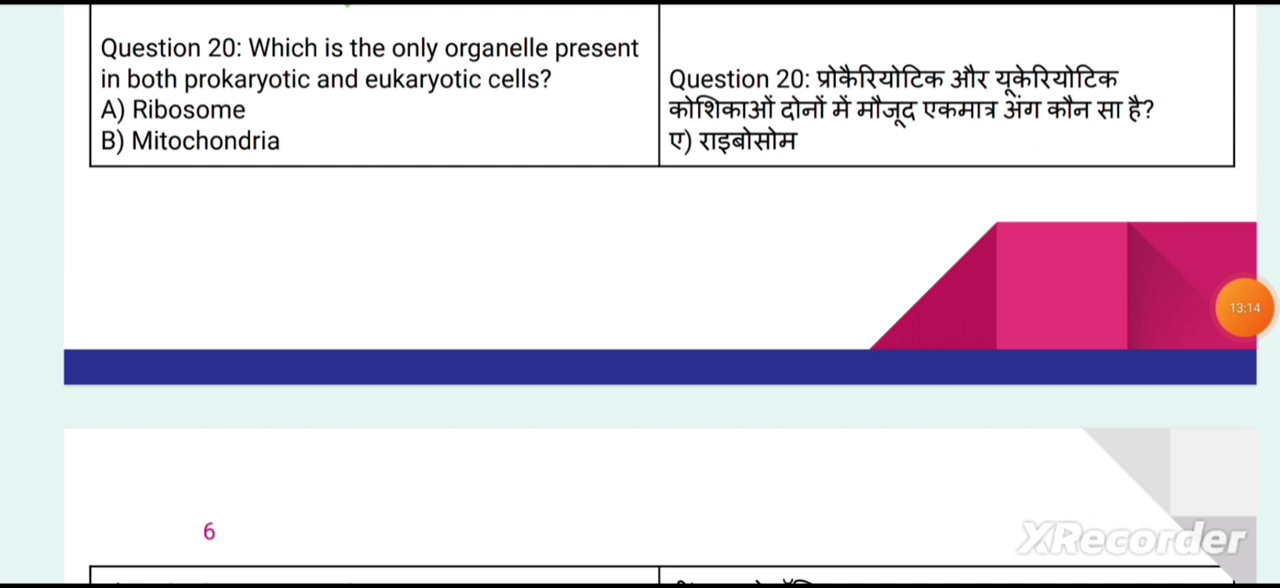 Question 20: Which is the only organelle present
in both prokaryotic and eukaryotic cells?
A) Ribosome
B) Mitochondria
Question 20: प्रोकैरियोटिक और यूकेरियोटिक
कोशिकाओं दोनों में मौजूद एकमात्र अंग कौन सा है?
ए) राइबोसोम
13:14
6
XRecorder